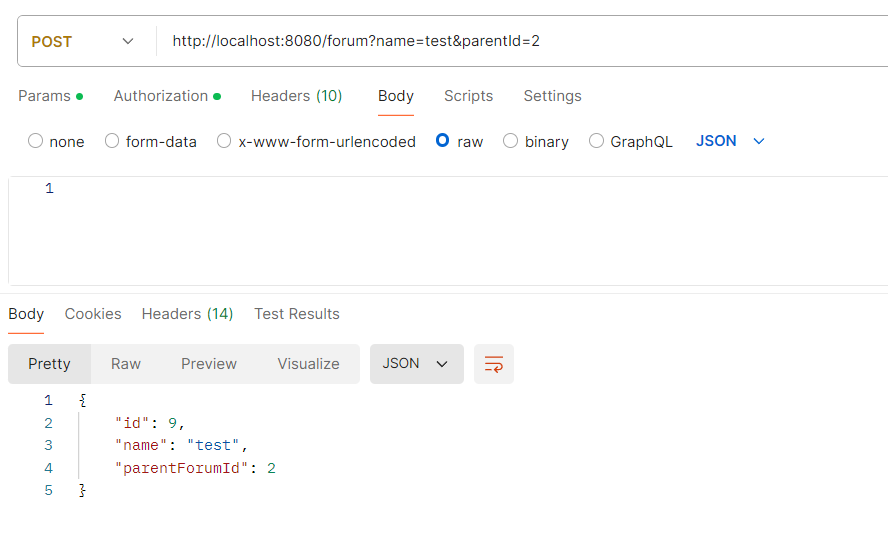 POST http://localhost:8080/forum?name=test&parentId=2
Params Authorization Headers (10) Body Scripts Settings
none form-data x-www-form-urlencoded raw binary GraphQL JSON
1
Body Cookies Headers (14) Test Results
Pretty Raw Preview Visualize JSON
1 {
2 "id": 9,
3 "name": "test",
4 "parentForumId": 2
5 }